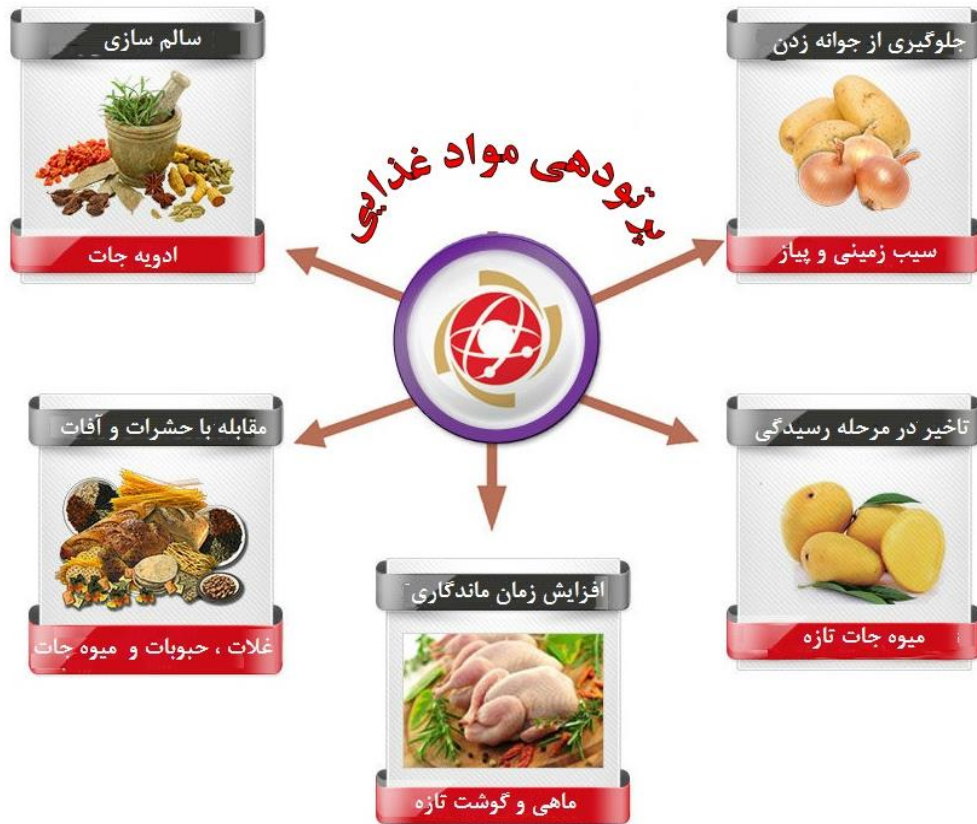 پرتودهی مواد غذایی
جلوگیری از جوانه زدن
سیب زمینی و پیاز
سالم سازی
ادویه جات
تاخیر در مرحله رسیدگی
میوه جات تازه
مقابله با حشرات و آفات
غلات ، حبوبات و میوه جات
افزایش زمان ماندگاری
ماهی و گوشت تازه